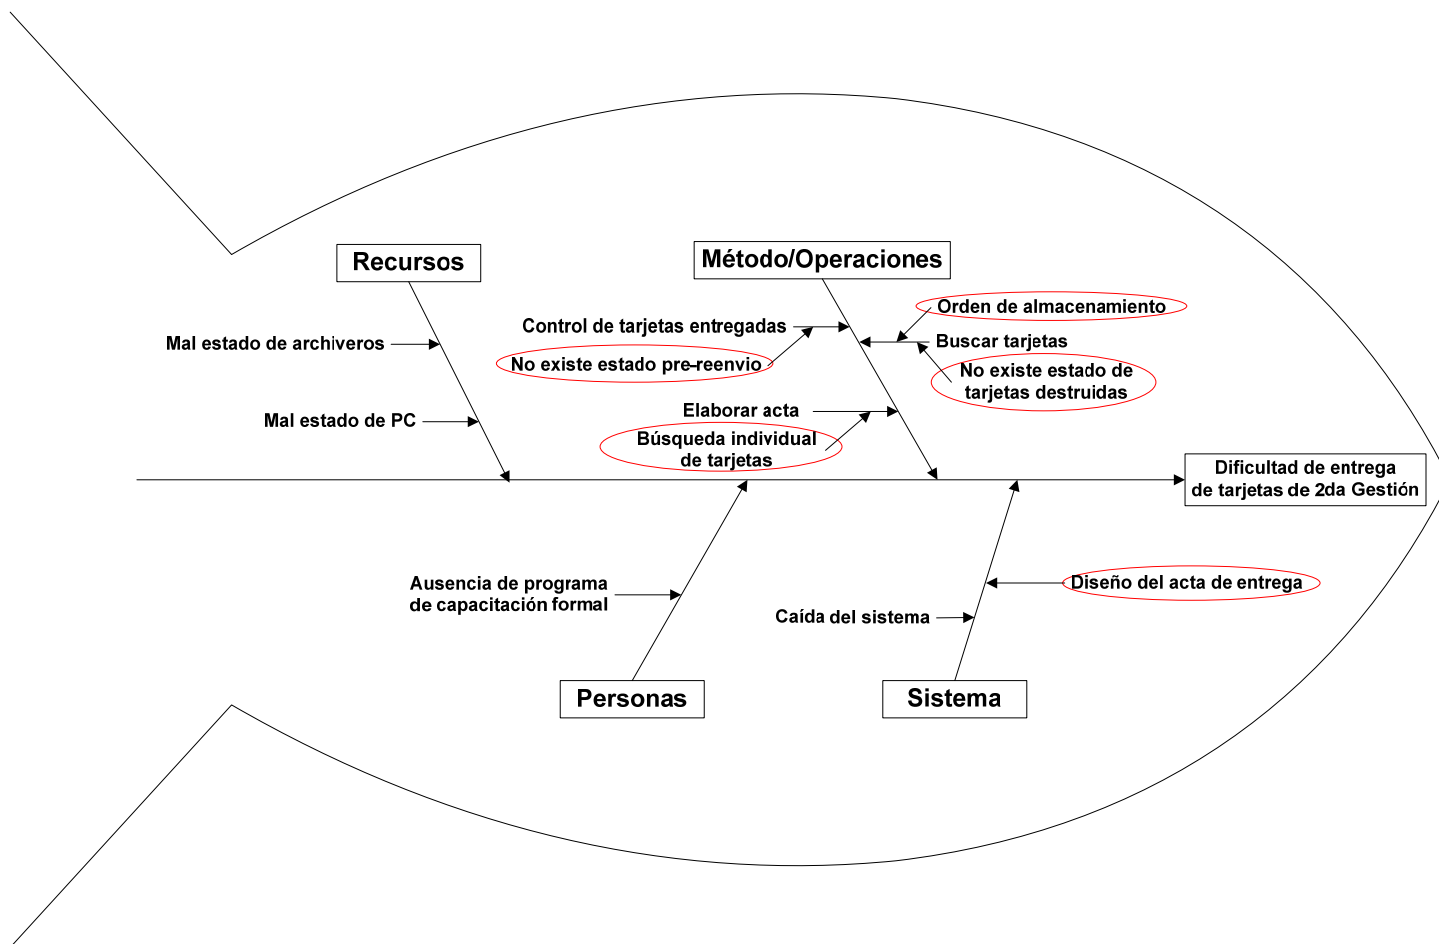 Recursos
Método/Operaciones
Orden de almacenamiento
Control de tarjetas entregadas
Mal estado de archiveros
Buscar tarjetas
No existe estado pre-reenvio
No existe estado de
tarjetas destruidas
Elaborar acta
Mal estado de PC
Búsqueda individual
de tarjetas
Dificultad de entrega
de tarjetas de 2da Gestión
Ausencia de programa
de capacitación formal
Diseño del acta de entrega
Caída del sistema
Personas
Sistema